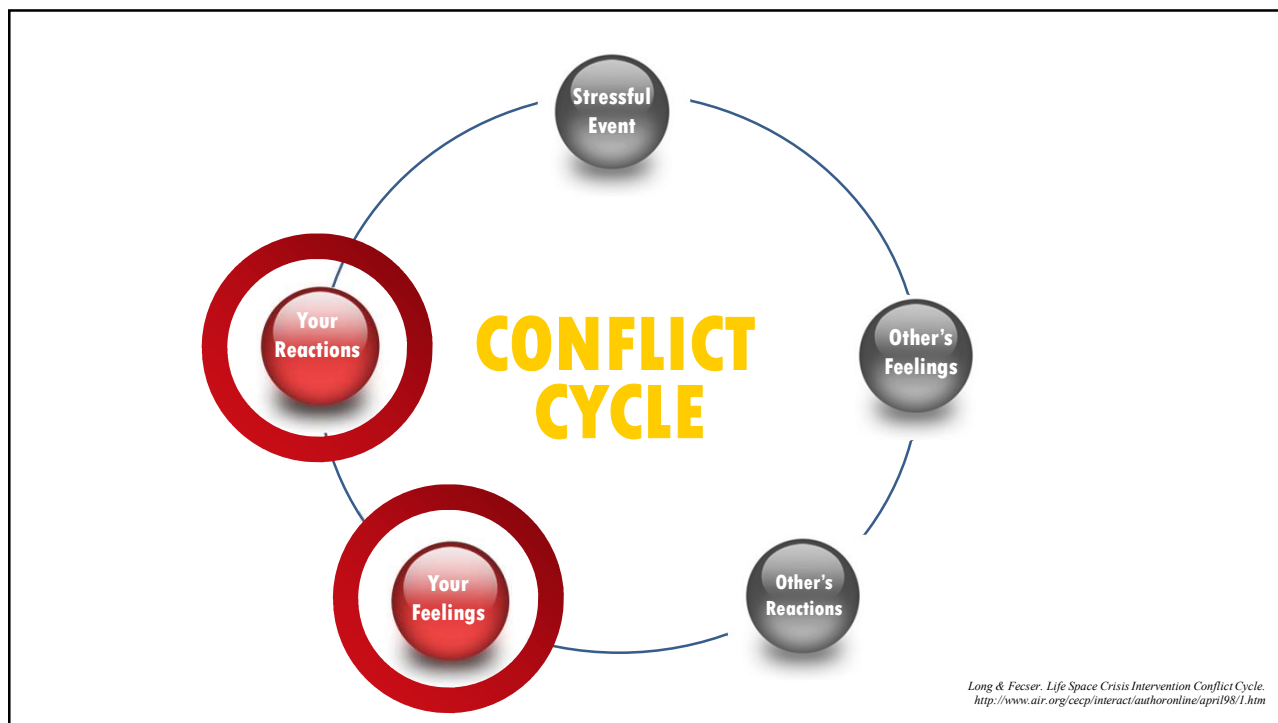 Stressful
Event
Your
Reactions
CONFLICT
CYCLE
Other's
Feelings
Your
Feelings
Other's
Reactions
Long & Fecser. Life Space Crisis Intervention Conflict Cycle.
http://www.air.org/cecp/interact/authoronline/april98/1.htm